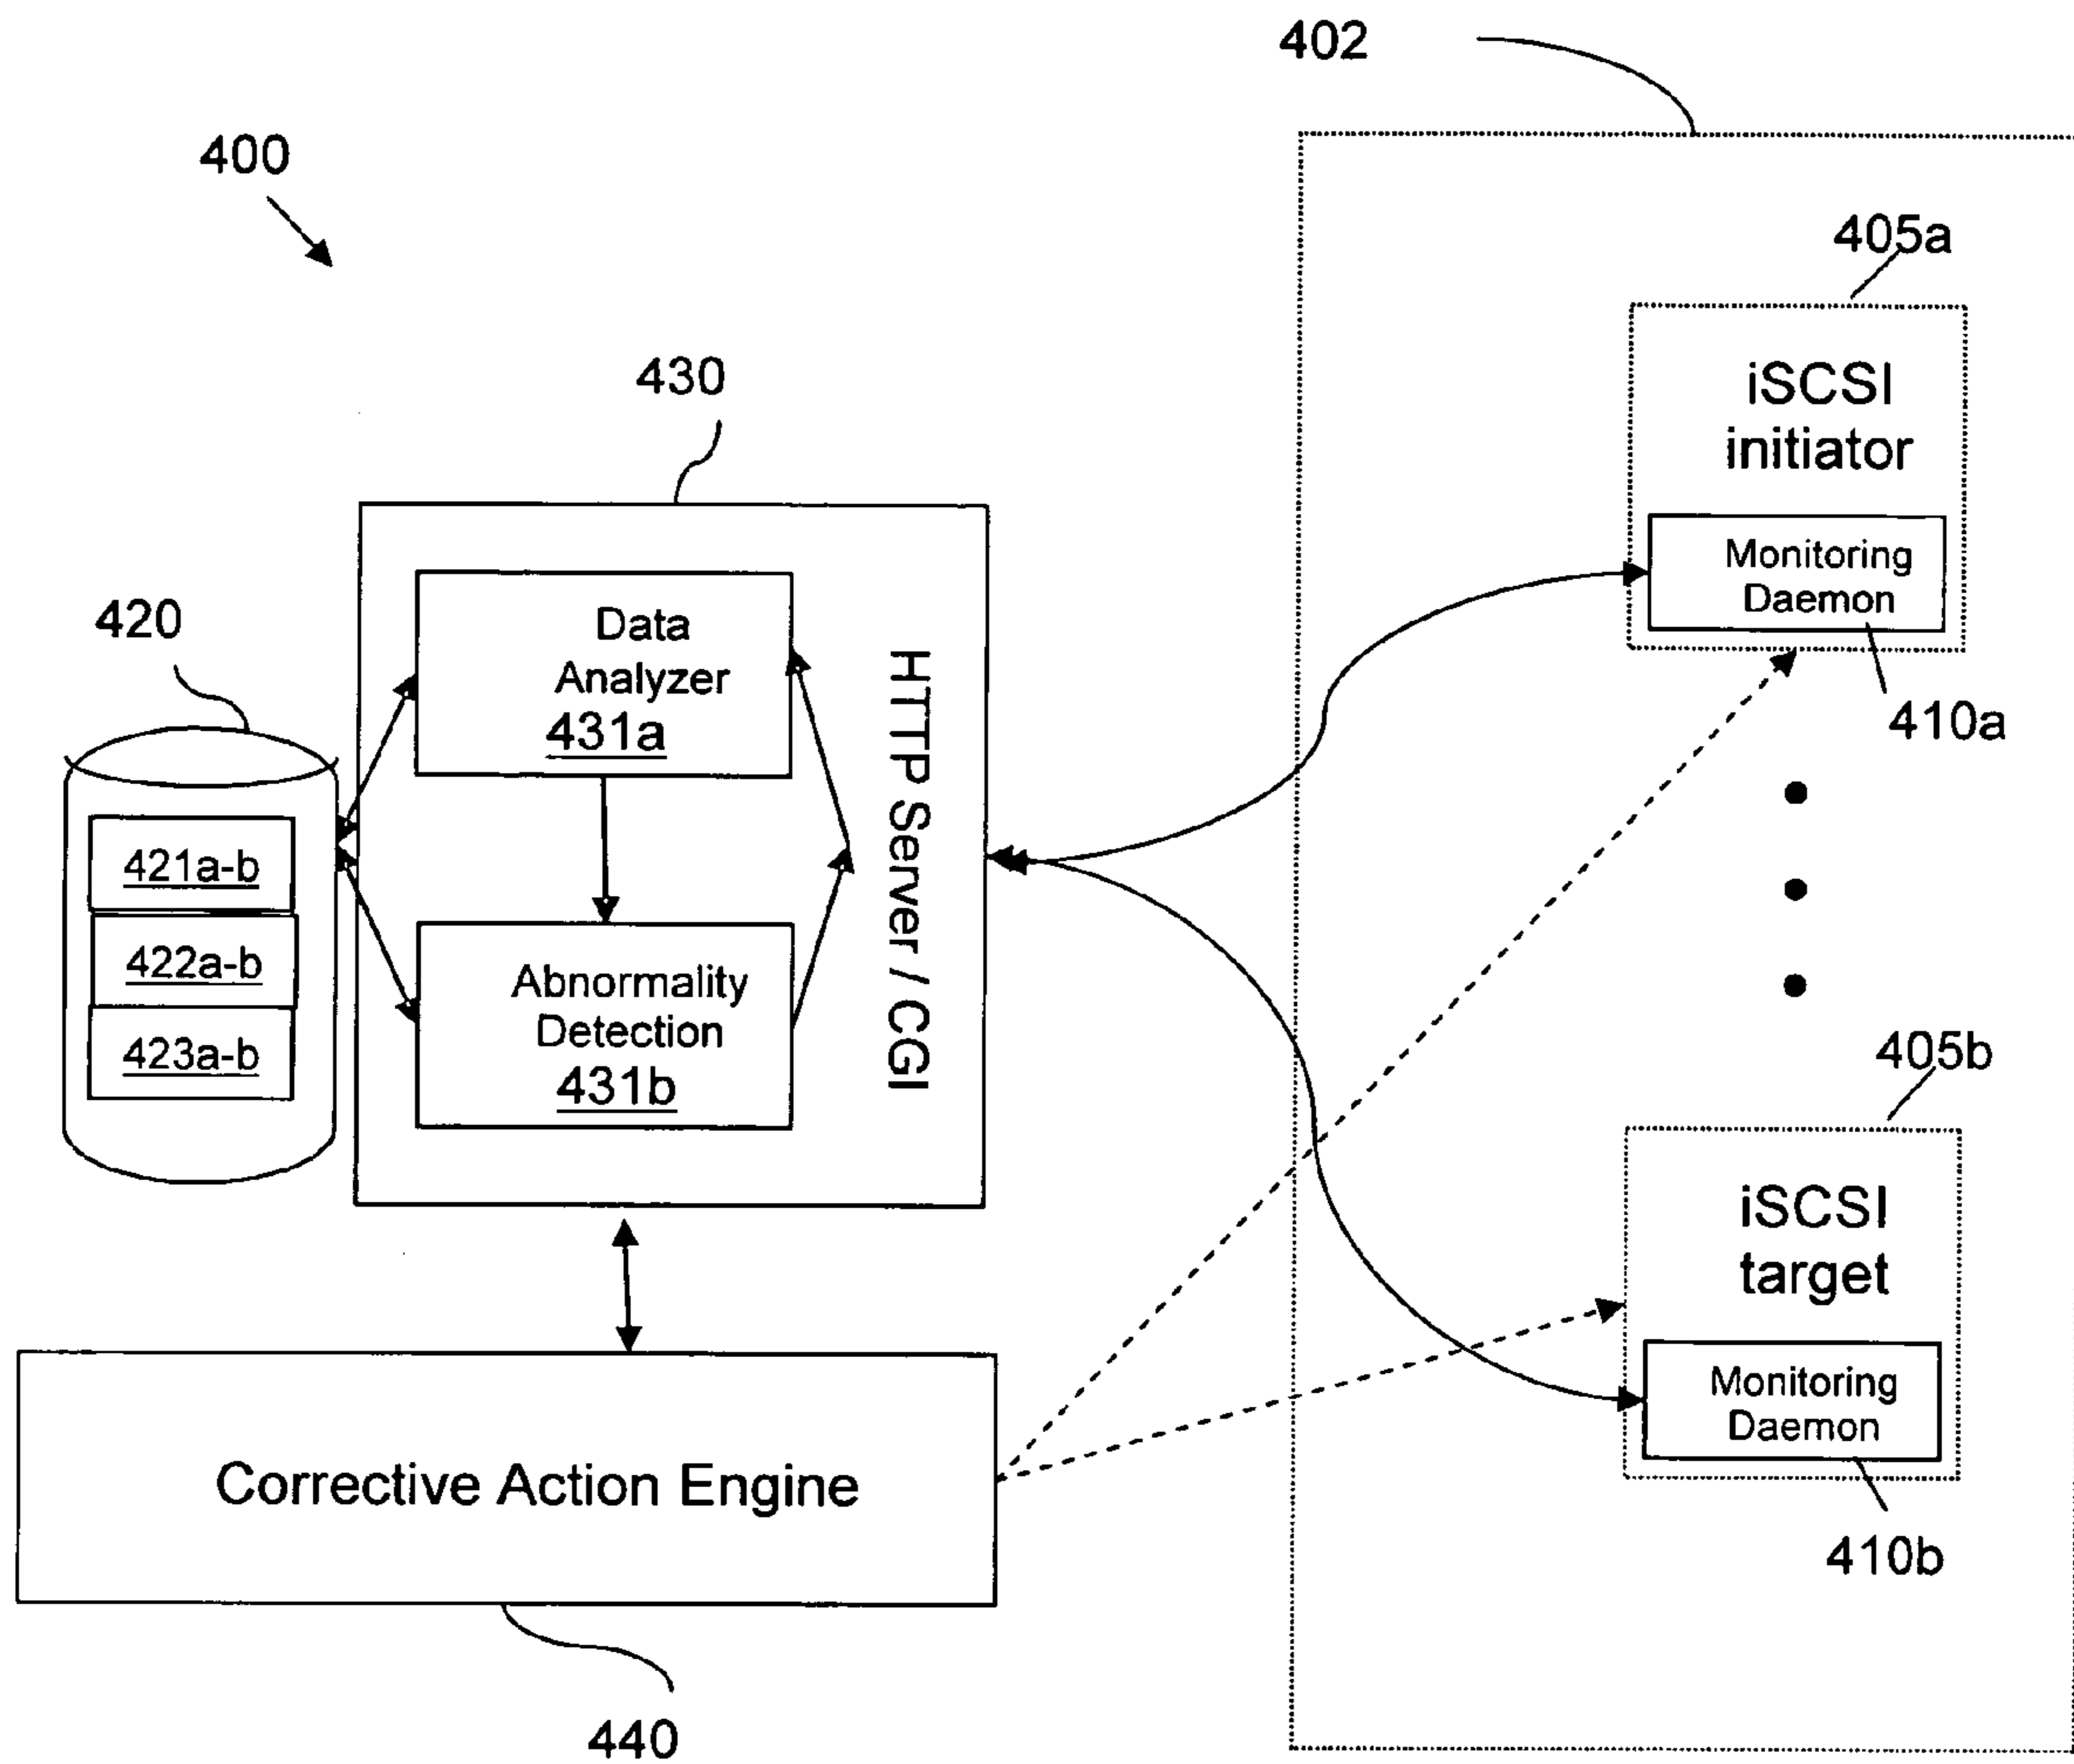 402
400
405a
iSCSI
initiator
Monitoring
Daemon
410a
430
Data
Analyzer
431a
HTTP Server / CGI
420
421a-b
422a-b
423a-b
Abnormality
Detection
431b
405b
iSCSI
target
Monitoring
Daemon
410b
Corrective Action Engine
440